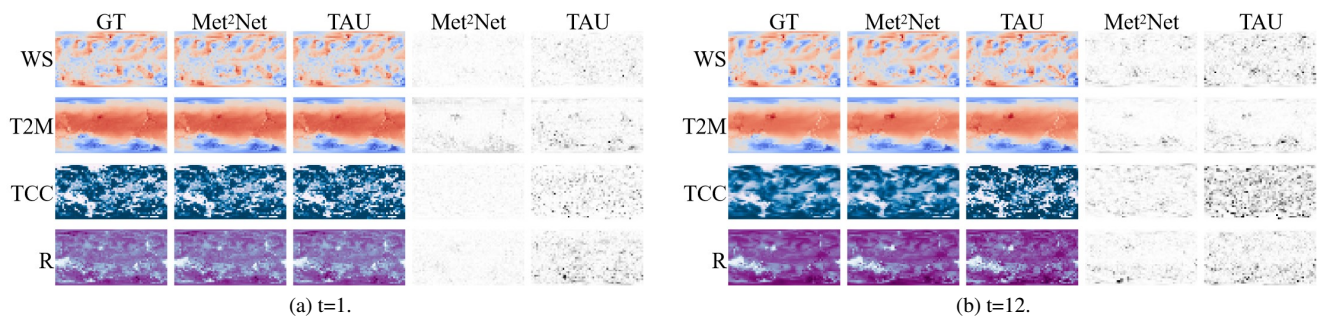 GT Met²Net TAU Met²Net TAU
WS
T2M
TCC
R
(a) t=1.
GT Met²Net TAU Met²Net TAU
WS
T2M
TCC
R
(b) t=12.